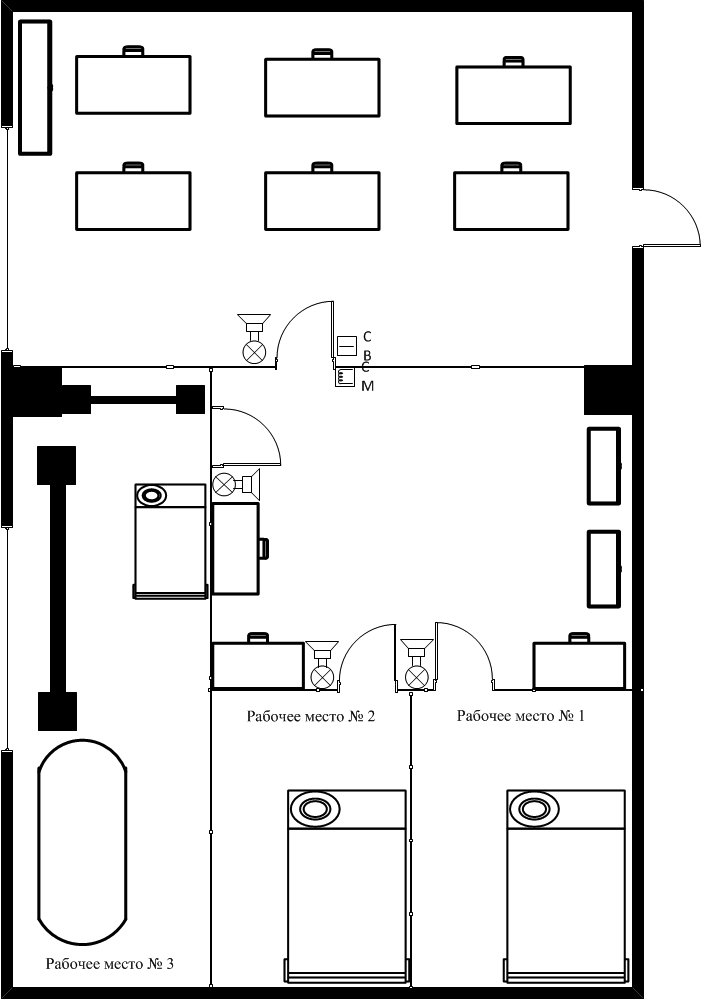 С
В
С
М
Рабочее место № 2
Рабочее место № 1
Рабочее место № 3